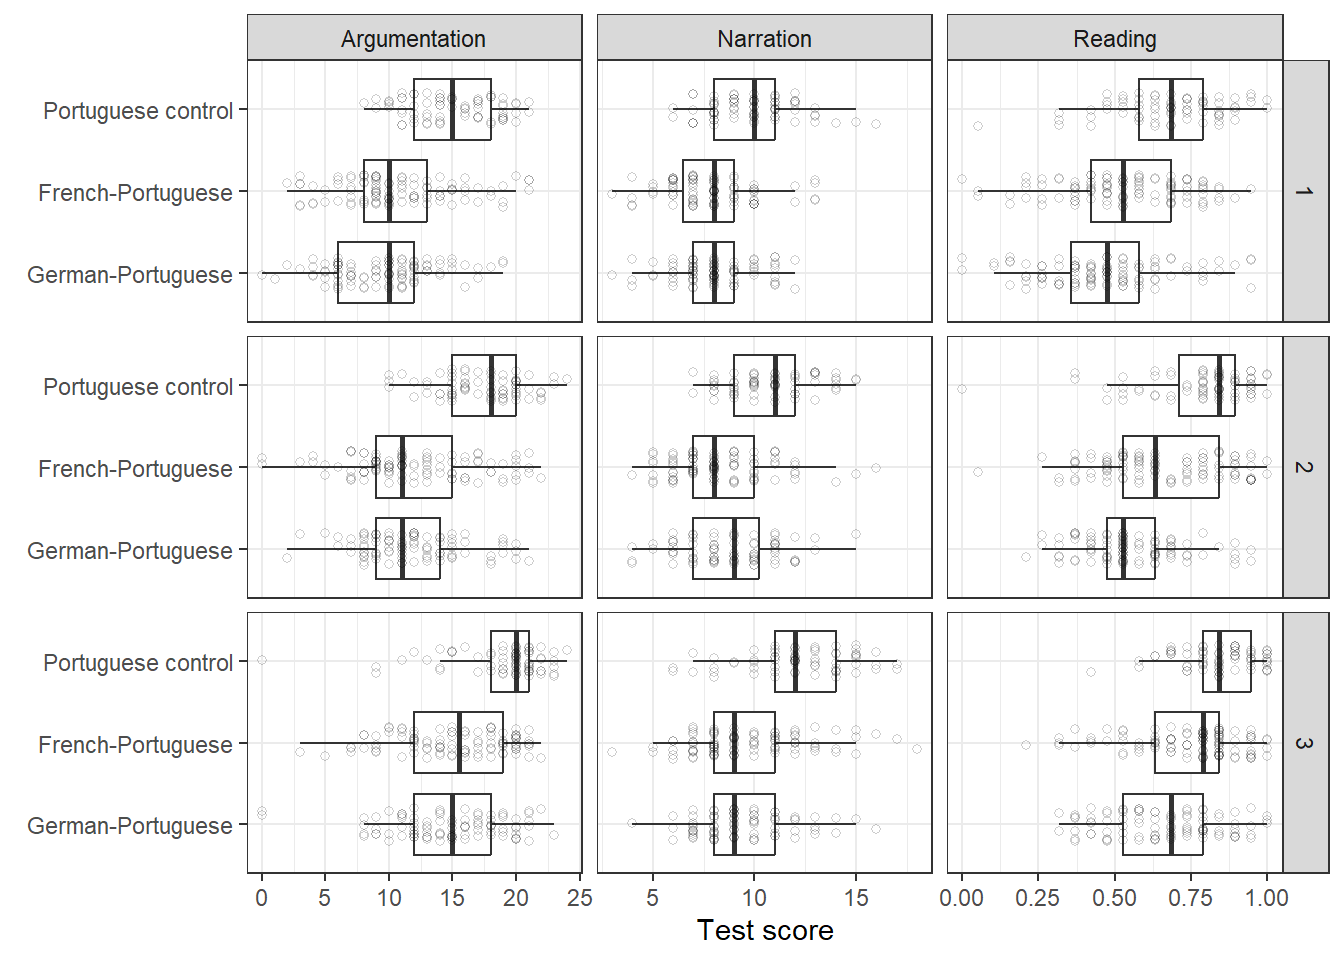 Argumentation Narration Reading
Portuguese control
French-Portuguese
German-Portuguese
1
Portuguese control
French-Portuguese
German-Portuguese
2
Portuguese control
French-Portuguese
German-Portuguese
3
0 5 10 15 20 25 5 10 15 0.00 0.25 0.50 0.75 1.00
Test score